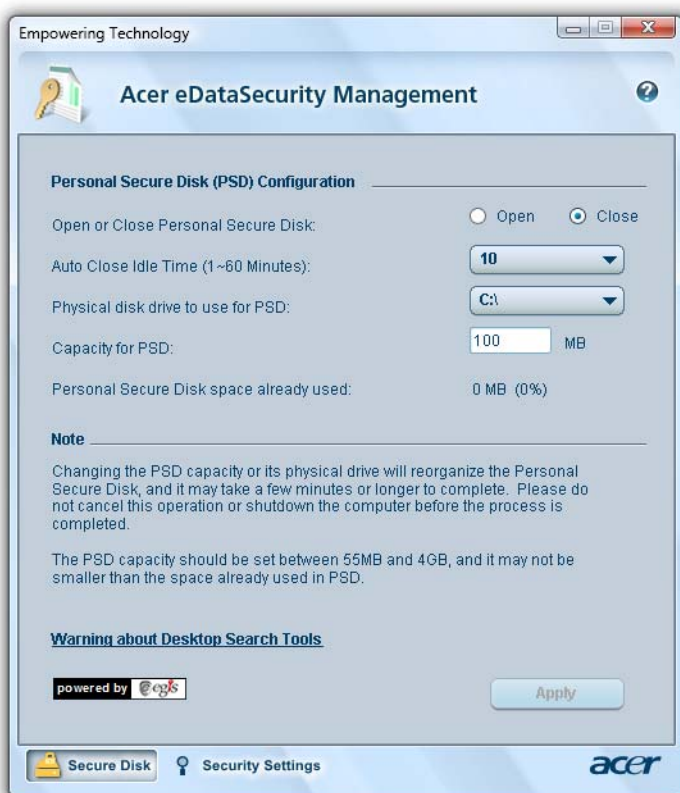 Empowering Technology
Acer eDataSecurity Management
Personal Secure Disk (PSD) Configuration
Open or Close Personal Secure Disk: Open Close
Auto Close Idle Time (1~60 Minutes): 10
Physical disk drive to use for PSD: C:\
Capacity for PSD: 100 MB
Personal Secure Disk space already used: 0 MB (0%)
Note
Changing the PSD capacity or its physical drive will reorganize the Personal
Secure Disk, and it may take a few minutes or longer to complete. Please do
not cancel this operation or shutdown the computer before the process is
completed.
The PSD capacity should be set between 55MB and 4GB, and it may not be
smaller than the space already used in PSD.
Warning about Desktop Search Tools
powered by egis
Apply
Secure Disk Security Settings acer